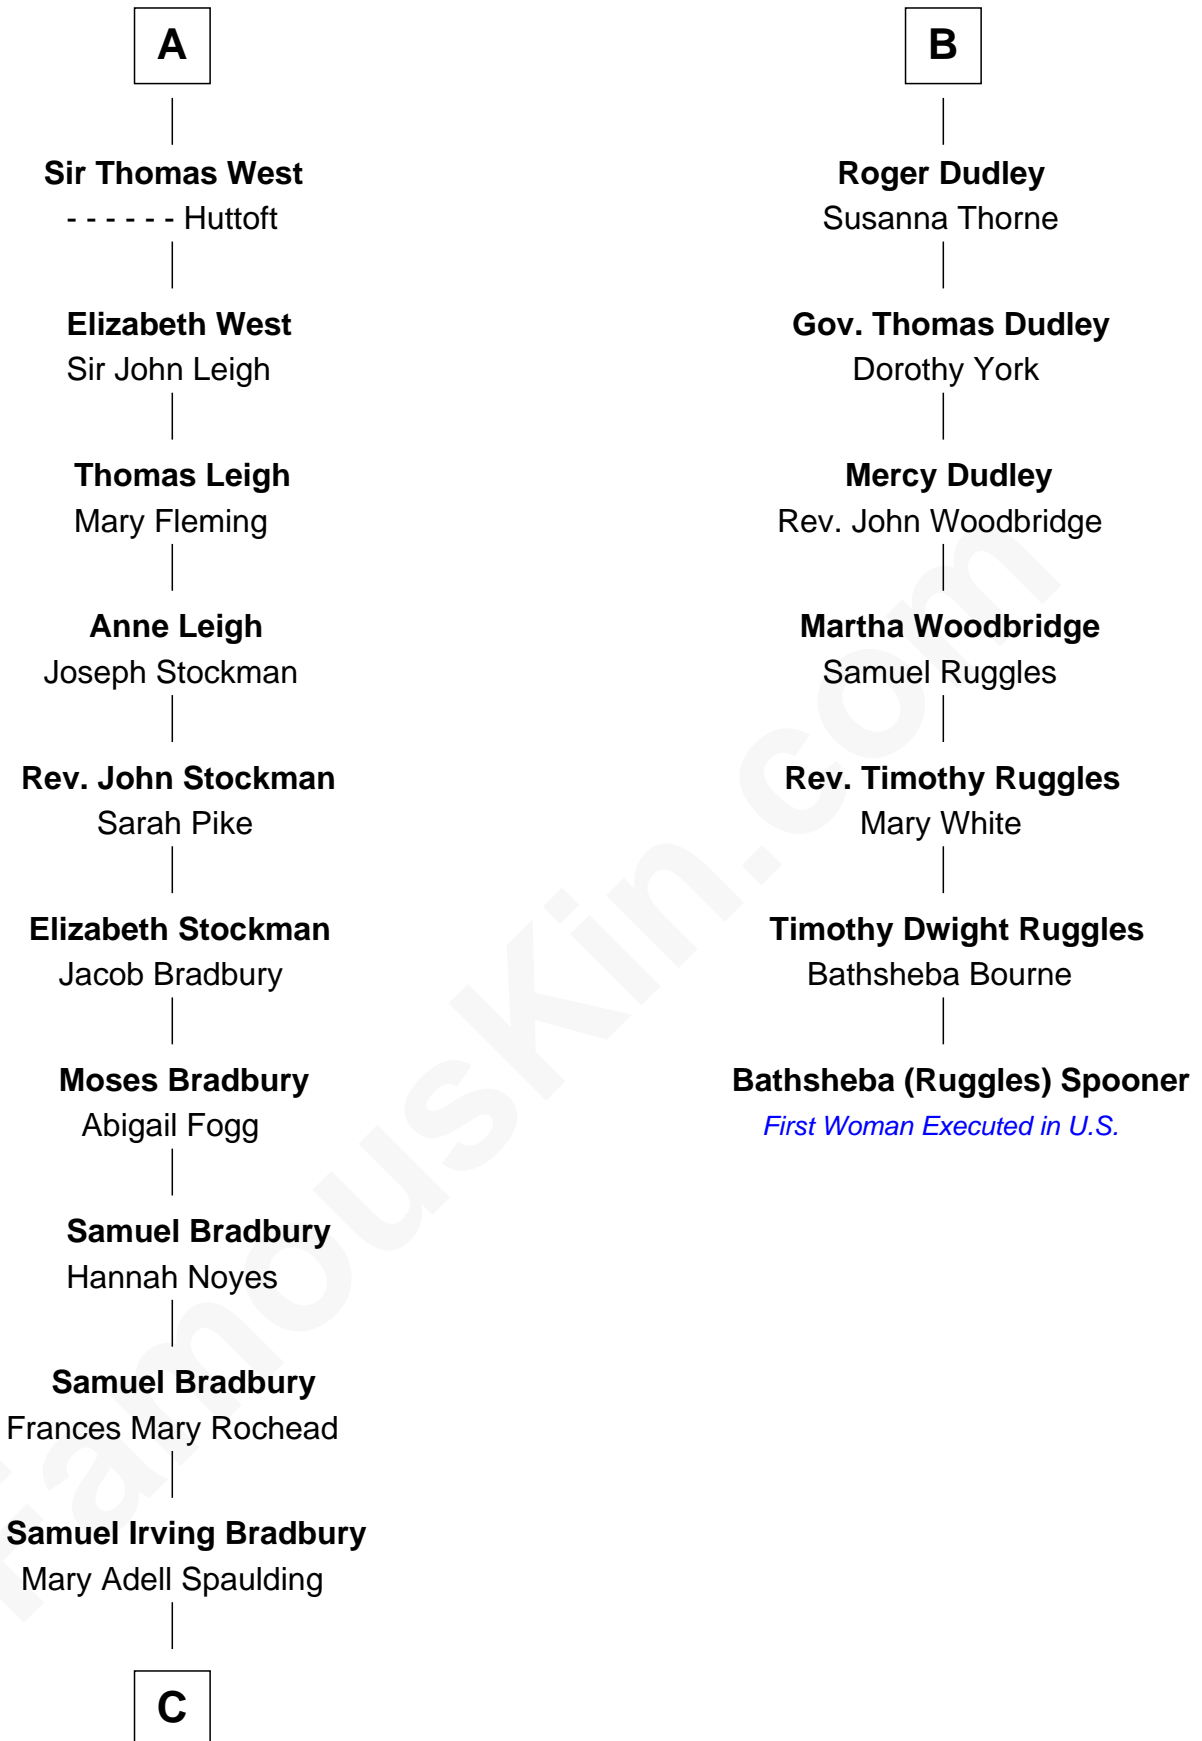 A
Sir Thomas West
- - - - - - Huttoft
Elizabeth West
Sir John Leigh
Thomas Leigh
Mary Fleming
Anne Leigh
Joseph Stockman
Rev. John Stockman
Sarah Pike
Elizabeth Stockman
Jacob Bradbury
Moses Bradbury
Abigail Fogg
Samuel Bradbury
Hannah Noyes
Samuel Bradbury
Frances Mary Rochead
Samuel Irving Bradbury
Mary Adell Spaulding
C
B
Roger Dudley
Susanna Thorne
Gov. Thomas Dudley
Dorothy York
Mercy Dudley
Rev. John Woodbridge
Martha Woodbridge
Samuel Ruggles
Rev. Timothy Ruggles
Mary White
Timothy Dwight Ruggles
Bathsheba Bourne
Bathsheba (Ruggles) Spooner
First Woman Executed in U.S.
FamousKin.com